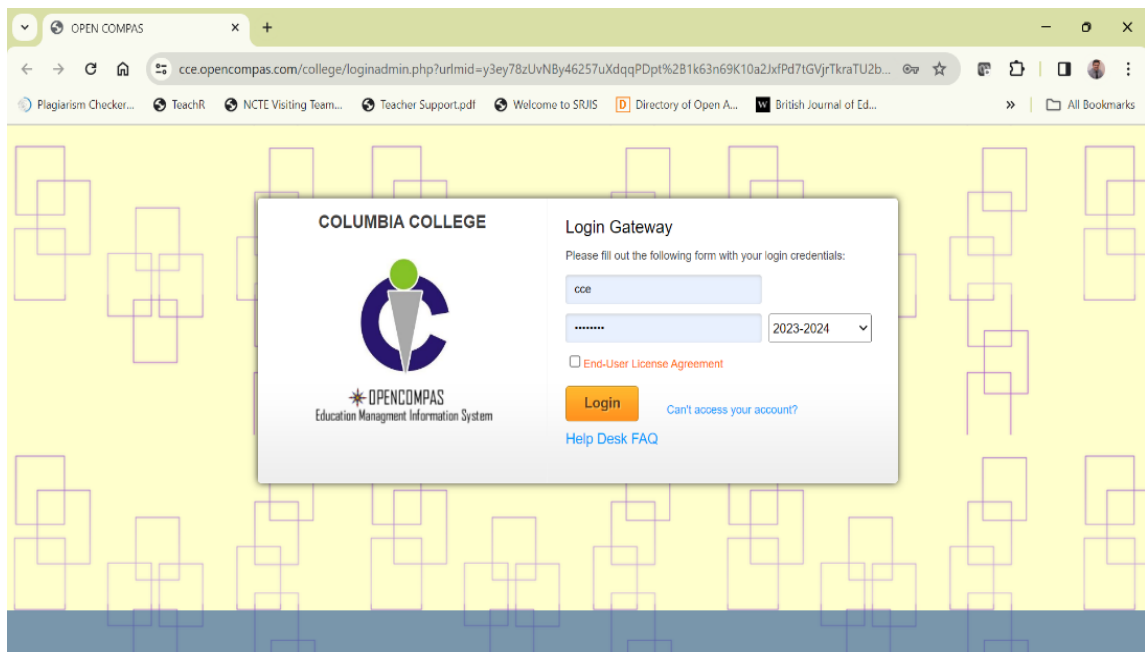 OPEN COMPAS
cce.opencompas.com/college/loginadmin.php?urlmid=y3ey78zUvNBy46257uXdqqPDpt%2B1k63n69K10a2JxfPd7tGVjrTkraTU2b...
Plagiarism Checker... TeachR NCTE Visiting Team... Teacher Support.pdf Welcome to SRJIS Directory of Open A... British Journal of Ed... » All Bookmarks
COLUMBIA COLLEGE
OPENCOMPAS
Education Managment Information System
Login Gateway
Please fill out the following form with your login credentials:
cce
•••••••• 2023-2024
End-User License Agreement
Login Can't access your account?
Help Desk FAQ